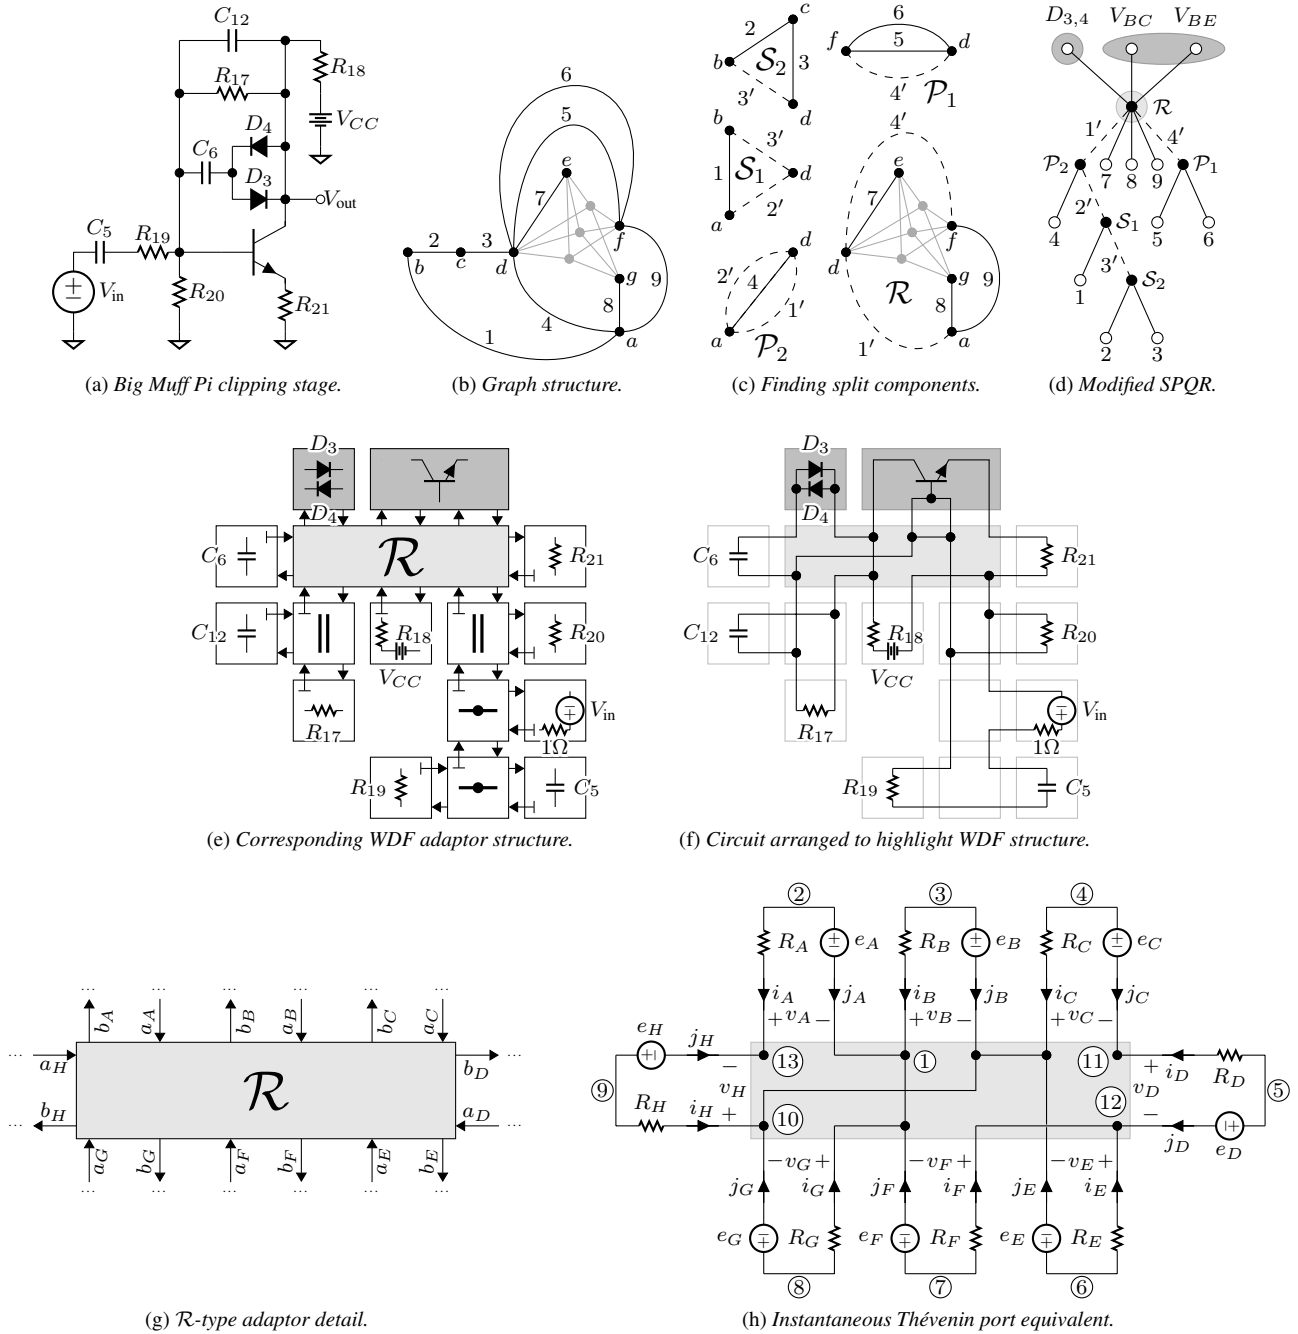 C12
R17
R18
D4
VCC
C6
D3
Vout
C5
R19
Vin
R20
R21
(a) Big Muff Pi clipping stage.
6
5
e
7
f
2
3
b
c
d
g
9
8
4
1
a
(b) Graph structure.
c
2
b
S2
3
3′
d
6
f
5
d
4′
P1
b
3′
1
S1
d
2′
a
4′
e
7
f
d
2′
4
1′
a
P2
d
g
R
9
8
1′
a
(c) Finding split components.
D3,4
VBC
VBE
R
1′
4′
P2
7
8
9
P1
2′
4
S1
5
6
3′
1
S2
2
3
(d) Modified SPQR.
D3
D4
C6
R
R21
C12
R18
R20
VCC
R17
Vin
1Ω
R19
C5
(e) Corresponding WDF adaptor structure.
D3
D4
C6
R21
C12
R18
R20
VCC
R17
Vin
1Ω
R19
C5
(f) Circuit arranged to highlight WDF structure.
... ... ... ... ... ...
bA aA bB aB bC aC
... aH
bD ...
R
... bH
aD ...
aG bG aF bF aE bE
... ... ... ... ... ...
(g) R-type adaptor detail.
② ③ ④
RA eA RB eB RC eC
iA jA iB jB iC jC
+ vA − + vB − + vC −
eH jH
⑬ ① ⑪
+ iD RD
− vH
vD
⑨
⑤
RH iH +
⑩ ⑫
− jD eD
− vG + − vF + − vE +
jG iG jF iF jE iE
eG RG eF RF eE RE
⑧ ⑦ ⑥
(h) Instantaneous Thévenin port equivalent.